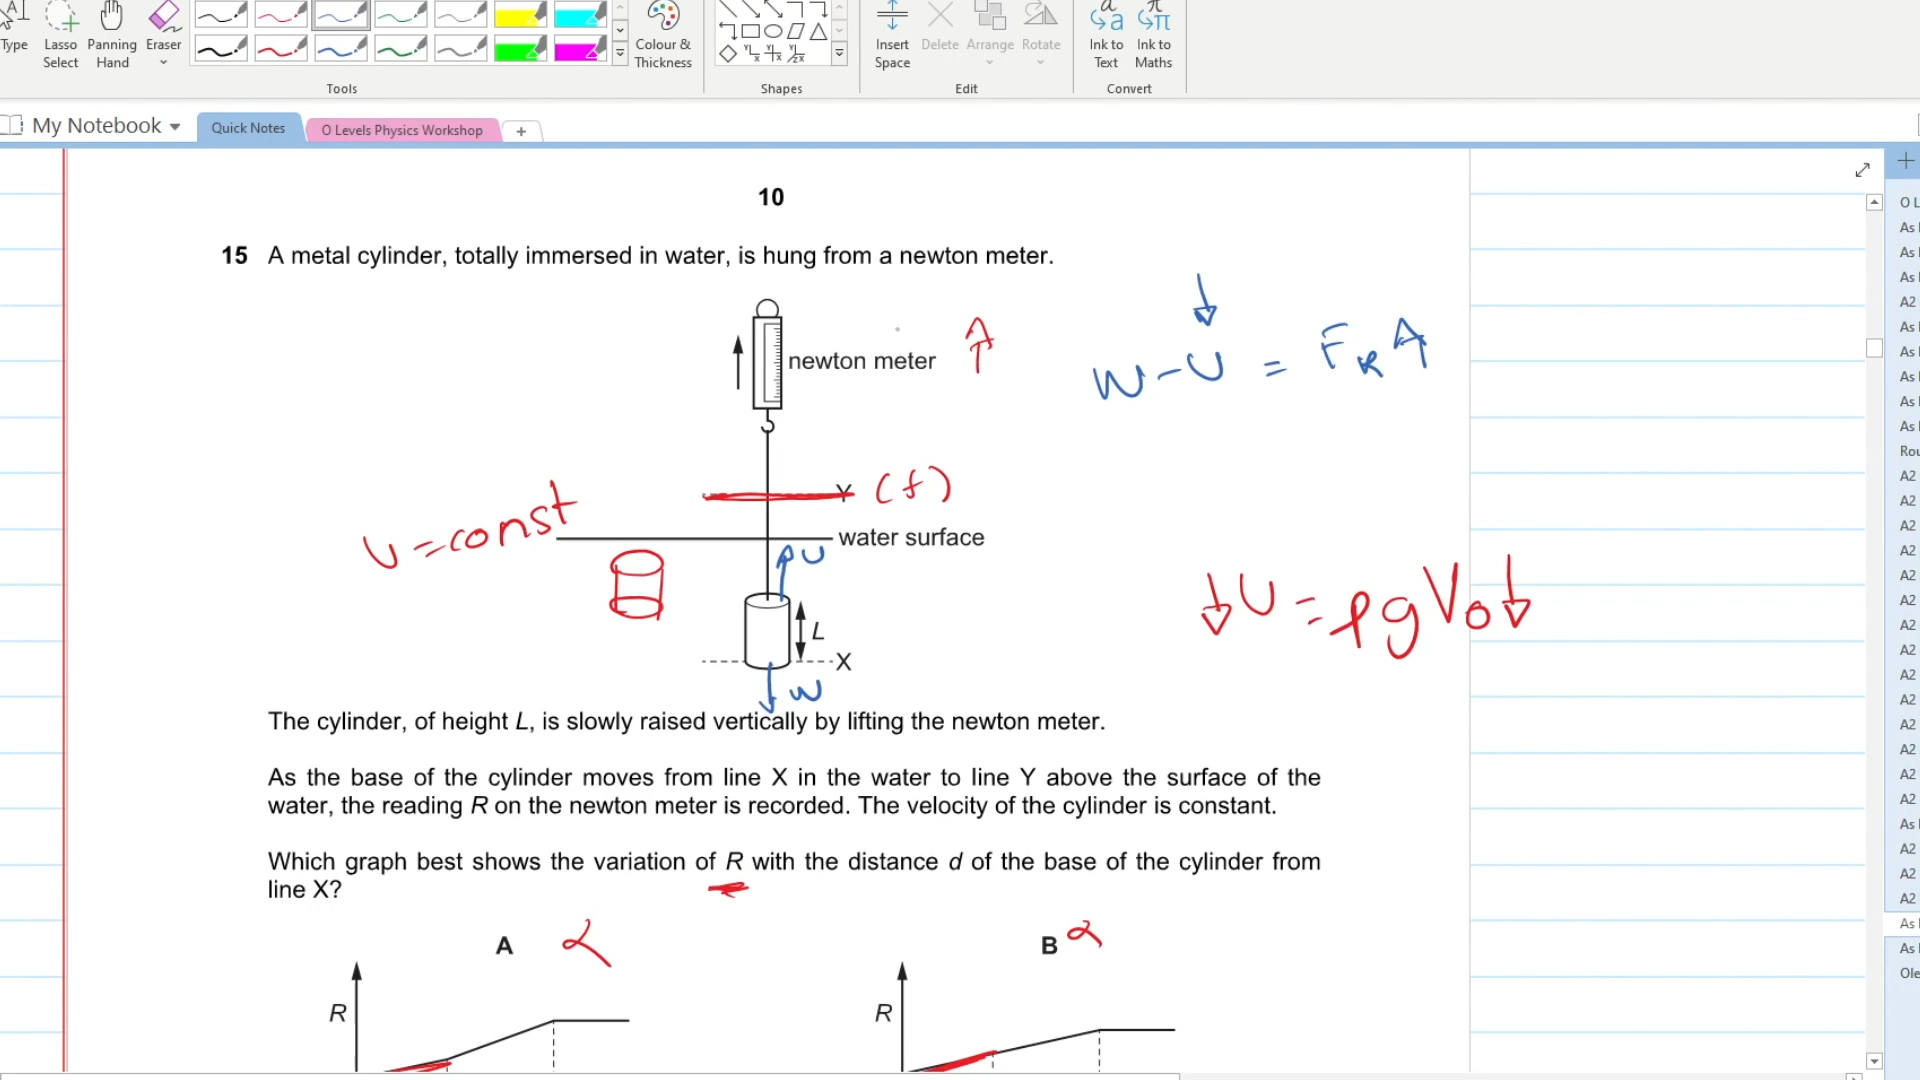 Type
Lasso Select
Panning Hand
Eraser
Colour & Thickness
Insert Space
Delete
Arrange
Rotate
Ink to Text
Ink to Maths
Tools
Shapes
Edit
Convert
My Notebook
Quick Notes
O Levels Physics Workshop
+
10
15 A metal cylinder, totally immersed in water, is hung from a newton meter.
newton meter
W - U = F_R
Y (f)
U = const
water surface
U
L
X
W
U = ρgV₀
The cylinder, of height L, is slowly raised vertically by lifting the newton meter.
As the base of the cylinder moves from line X in the water to line Y above the surface of the
water, the reading R on the newton meter is recorded. The velocity of the cylinder is constant.
Which graph best shows the variation of R with the distance d of the base of the cylinder from
line X?
A
B
R
R